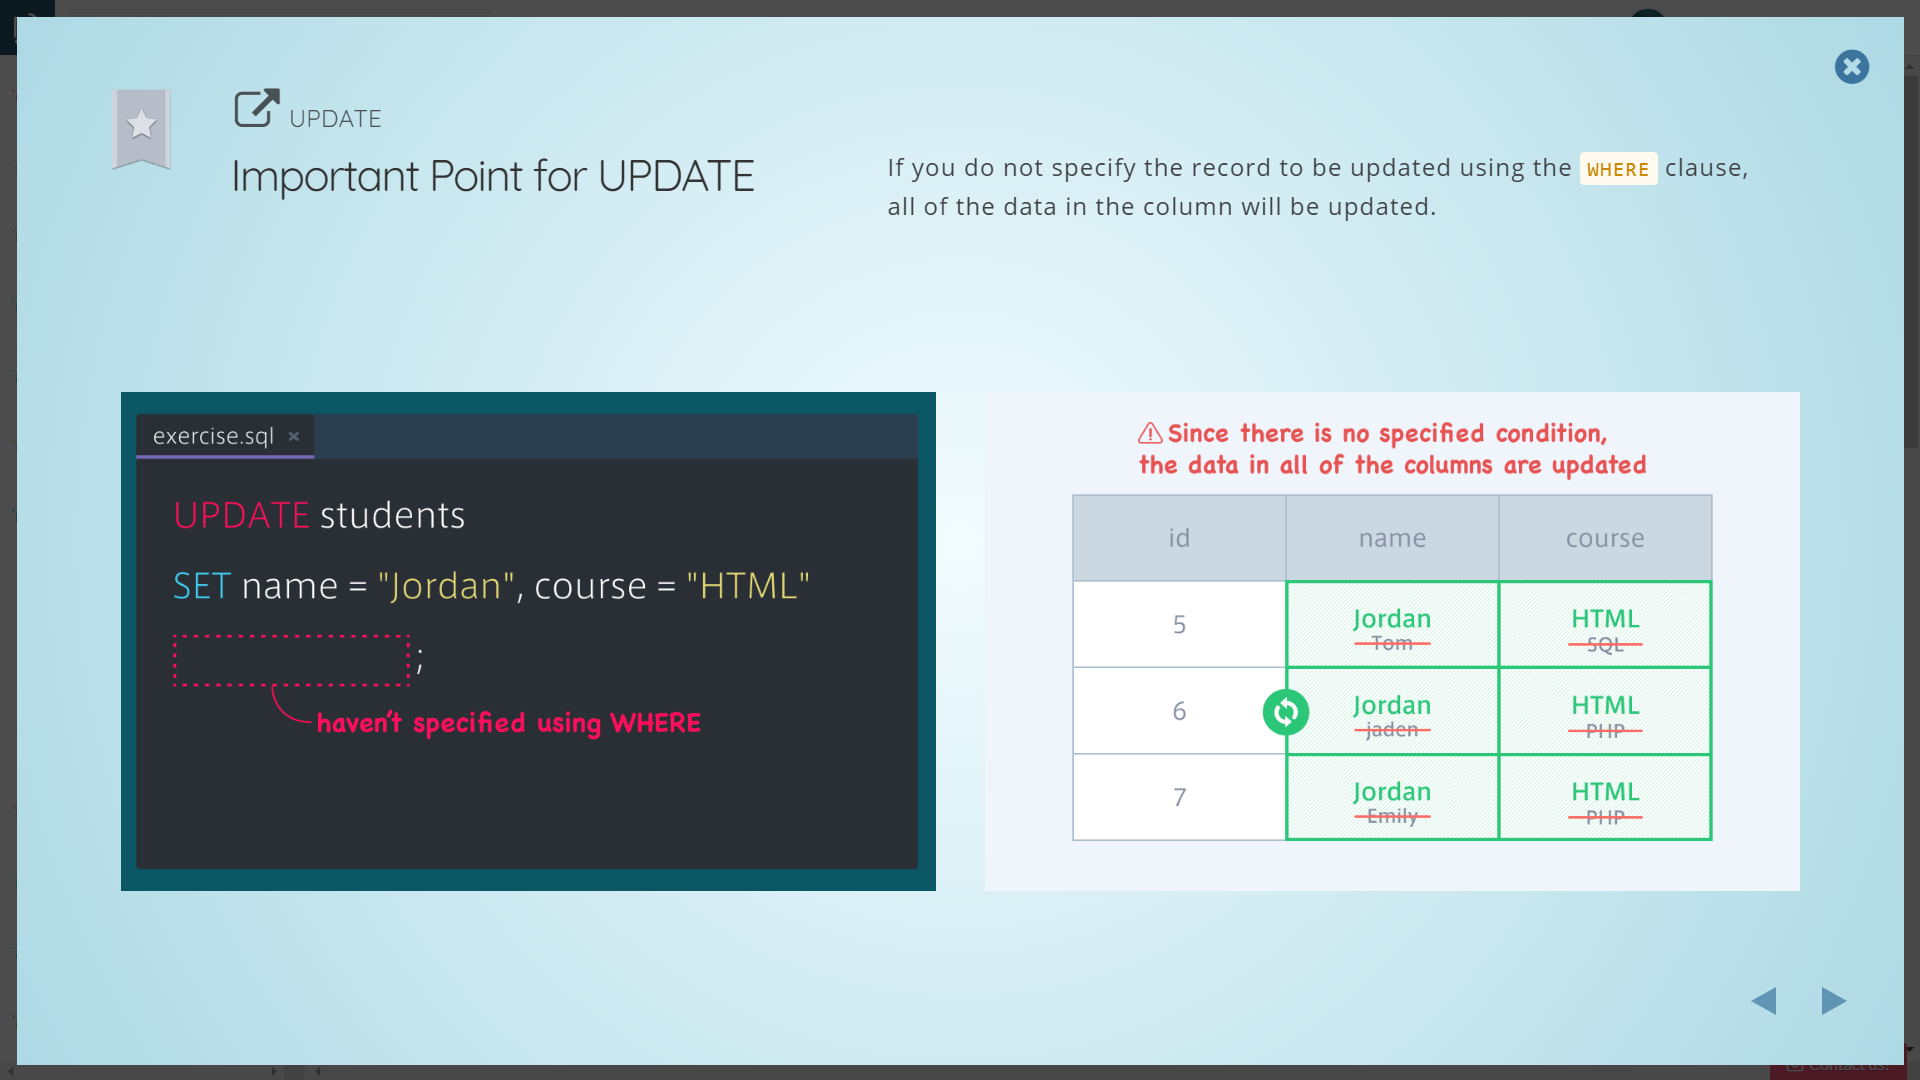 UPDATE
Important Point for UPDATE
If you do not specify the record to be updated using the WHERE clause,
all of the data in the column will be updated.
exercise.sql ×
UPDATE students
SET name = "Jordan", course = "HTML"
;
haven't specified using WHERE
Since there is no specified condition,
the data in all of the columns are updated
id name course
5 Jordan HTML
Tom SQL
6 Jordan HTML
jaden PHP
7 Jordan HTML
Emily PHP
Contact us!